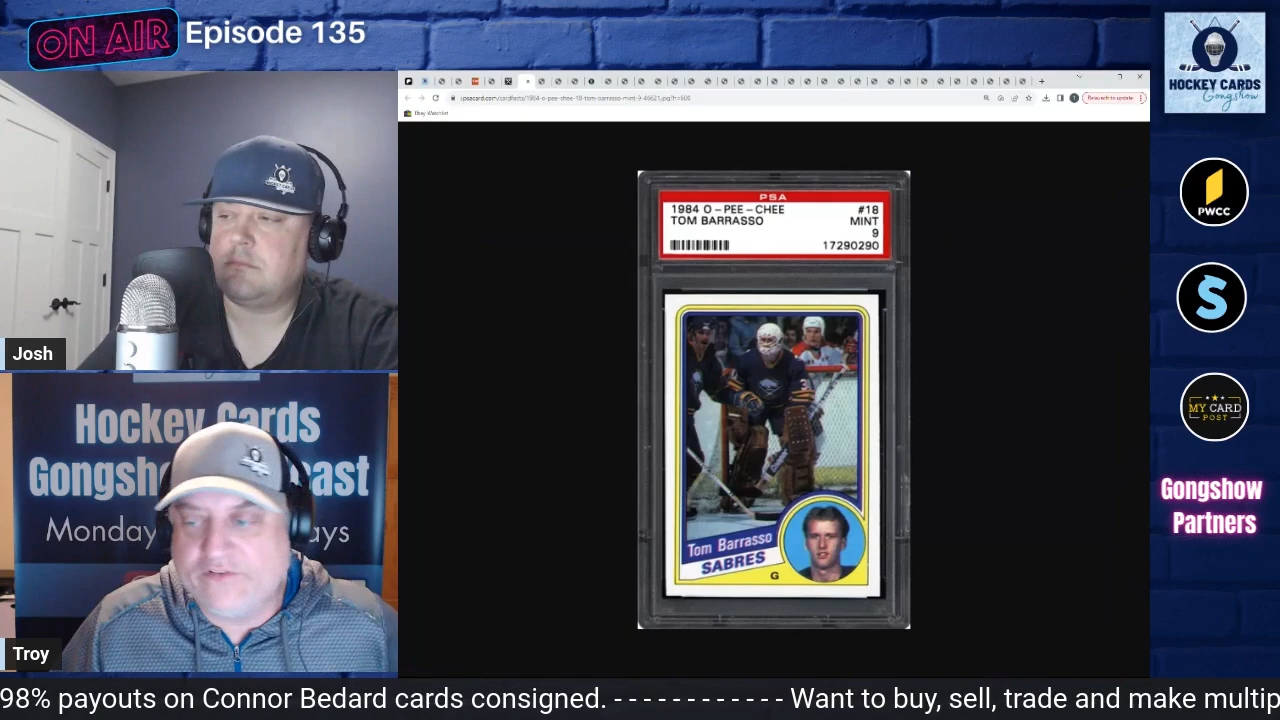 ON AIR
Episode 135
HOCKEY CARDS
Gongshow
Ebay Watchlist
PSA
1984 O-PEE-CHEE #18
TOM BARRASSO MINT
9
17290290
Tom Barrasso
SABRES
G
Josh
Hockey Cards
Monday
Troy
PWCC
S
MY CARD
POST
Gongshow
Partners
98% payouts on Connor Bedard cards consigned. - - - - - - - - - - - - Want to buy, sell, trade and make multip